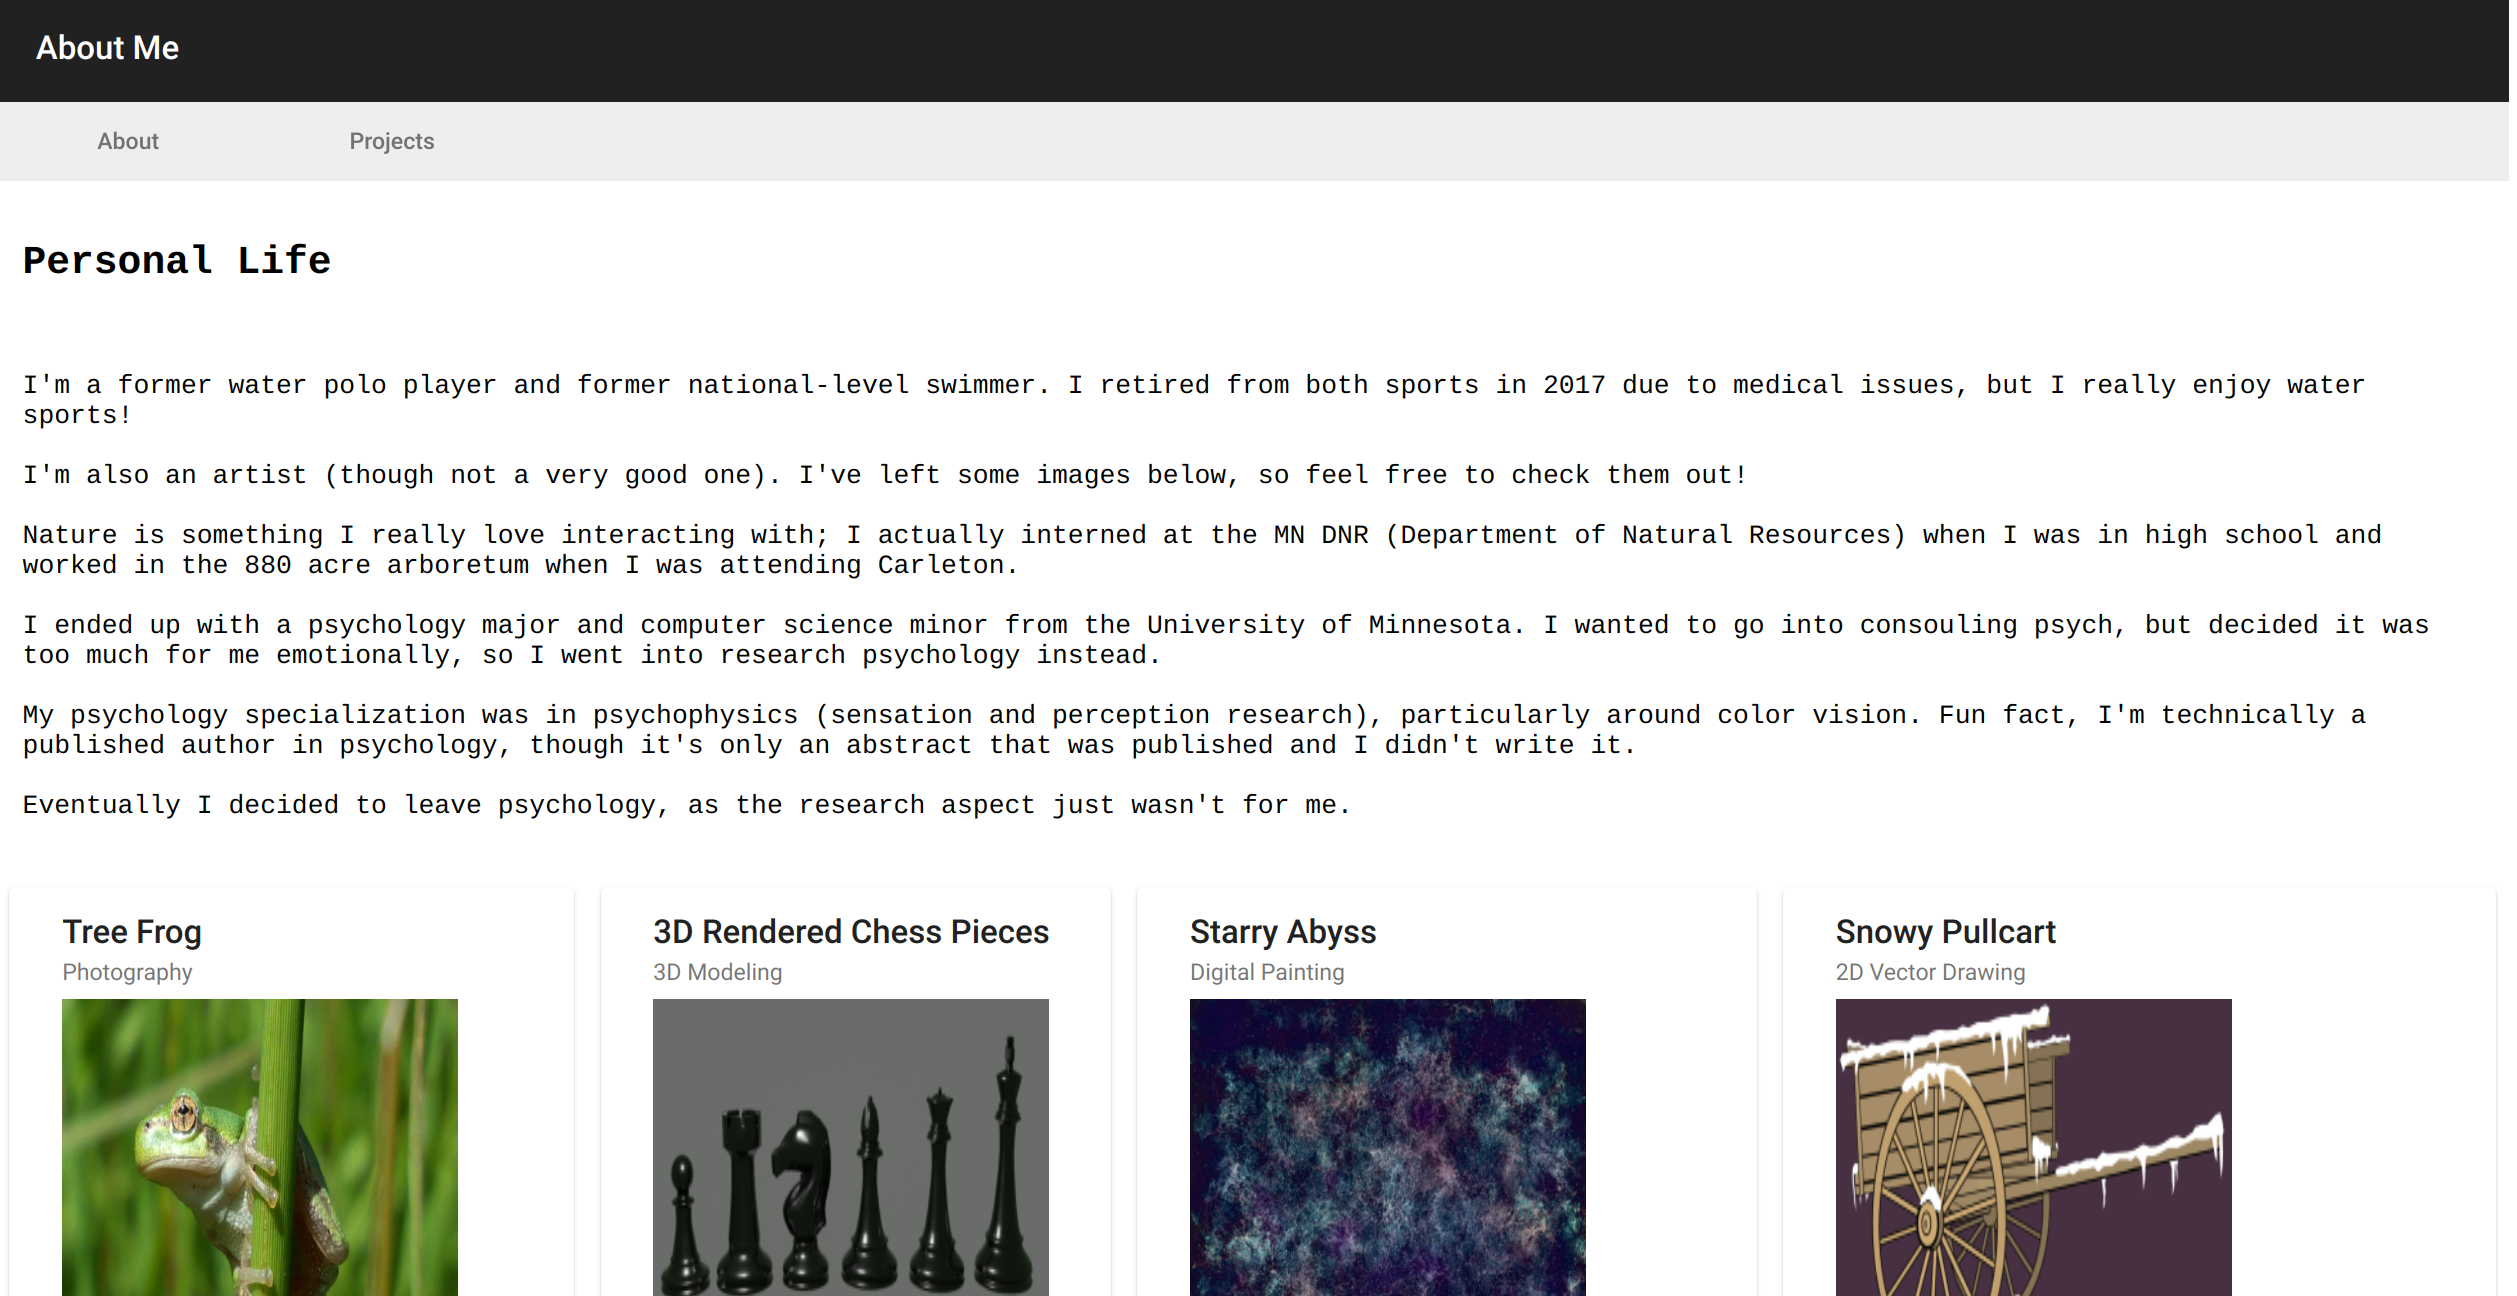 About Me
About
Projects
Personal Life
I'm a former water polo player and former national-level swimmer. I retired from both sports in 2017 due to medical issues, but I really enjoy water
sports!
I'm also an artist (though not a very good one). I've left some images below, so feel free to check them out!
Nature is something I really love interacting with; I actually interned at the MN DNR (Department of Natural Resources) when I was in high school and
worked in the 880 acre arboretum when I was attending Carleton.
I ended up with a psychology major and computer science minor from the University of Minnesota. I wanted to go into consouling psych, but decided it was
too much for me emotionally, so I went into research psychology instead.
My psychology specialization was in psychophysics (sensation and perception research), particularly around color vision. Fun fact, I'm technically a
published author in psychology, though it's only an abstract that was published and I didn't write it.
Eventually I decided to leave psychology, as the research aspect just wasn't for me.
Tree Frog
Photography
3D Rendered Chess Pieces
3D Modeling
Starry Abyss
Digital Painting
Snowy Pullcart
2D Vector Drawing